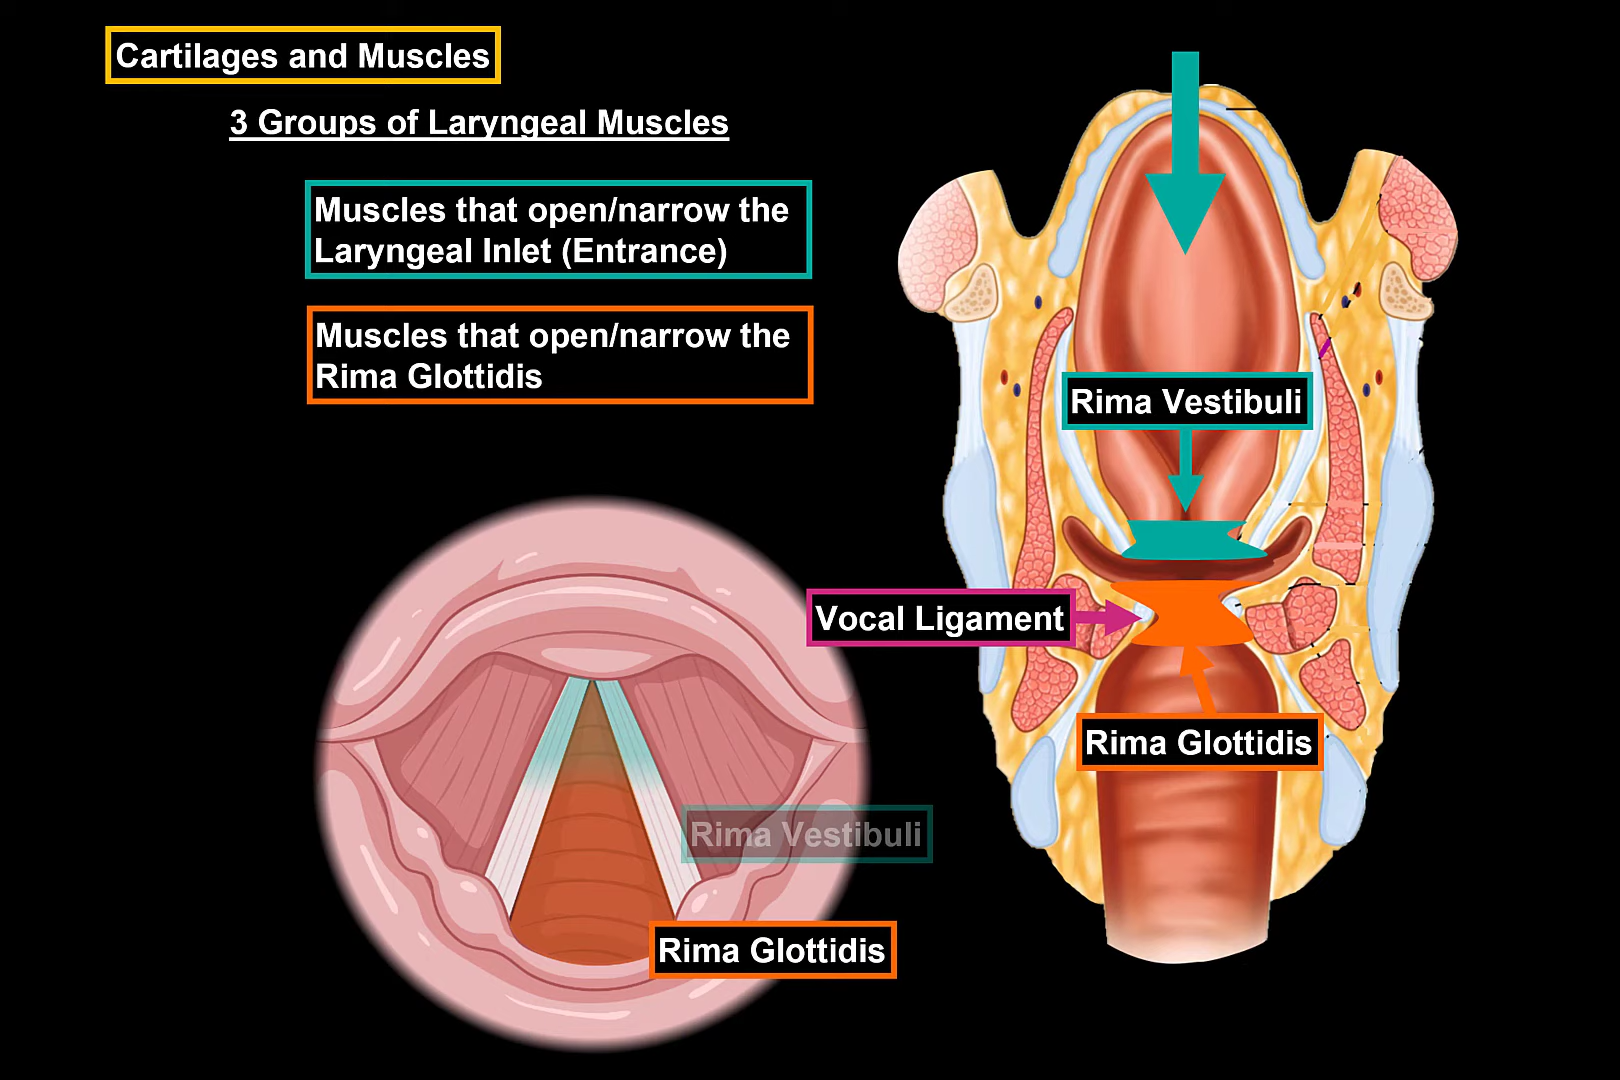 Cartilages and Muscles
3 Groups of Laryngeal Muscles
Muscles that open/narrow the
Laryngeal Inlet (Entrance)
Muscles that open/narrow the
Rima Glottidis
Rima Vestibuli
Vocal Ligament
Rima Glottidis
Rima Vestibuli
Rima Glottidis